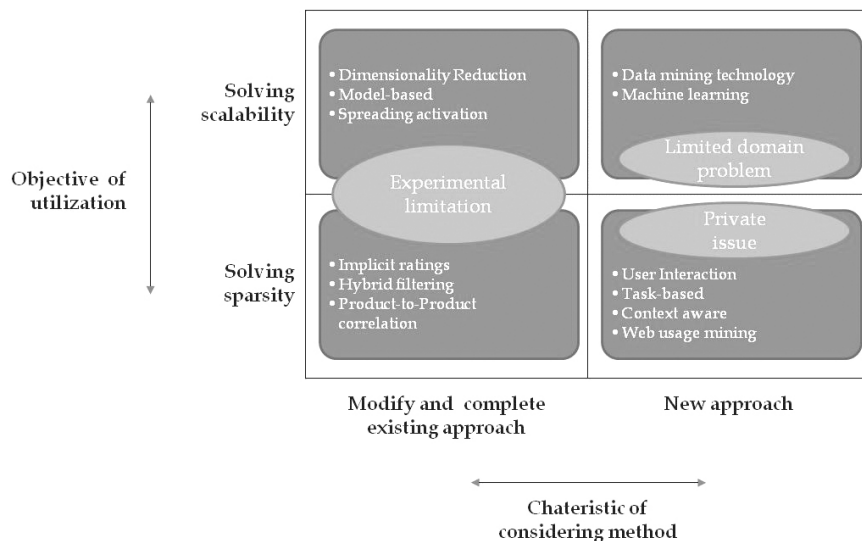 Solving
scalability
• Dimensionality Reduction
• Model-based
• Spreading activation
• Data mining technology
• Machine learning
Limited domain
problem
Objective of
utilization
Experimental
limitation
Private
issue
Solving
sparsity
• Implicit ratings
• Hybrid filtering
• Product-to-Product
correlation
• User Interaction
• Task-based
• Context aware
• Web usage mining
Modify and complete
existing approach
New approach
Chateristic of
considering method